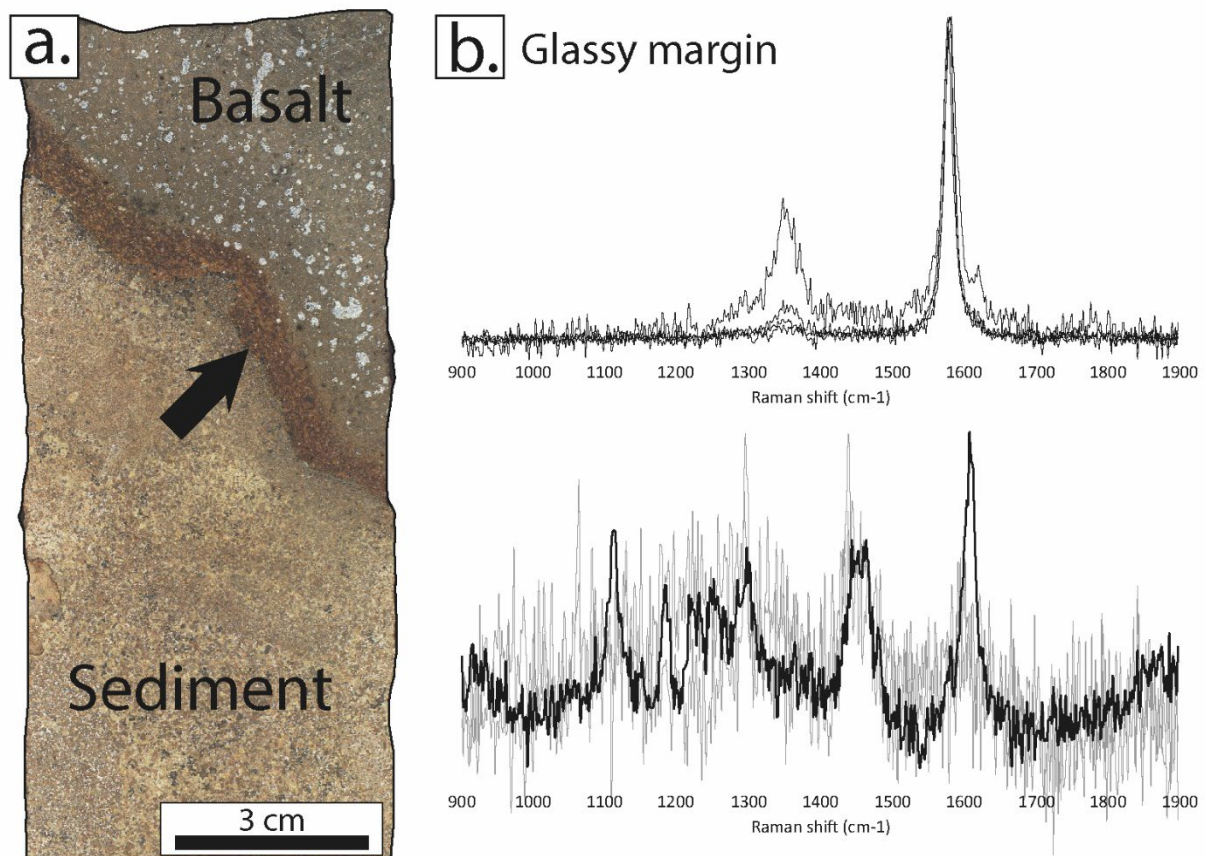 a.
Basalt
Sediment
3 cm
b. Glassy margin
900 1000 1100 1200 1300 1400 1500 1600 1700 1800 1900
Raman shift (cm-1)
900 1000 1100 1200 1300 1400 1500 1600 1700 1800 1900
Raman shift (cm-1)